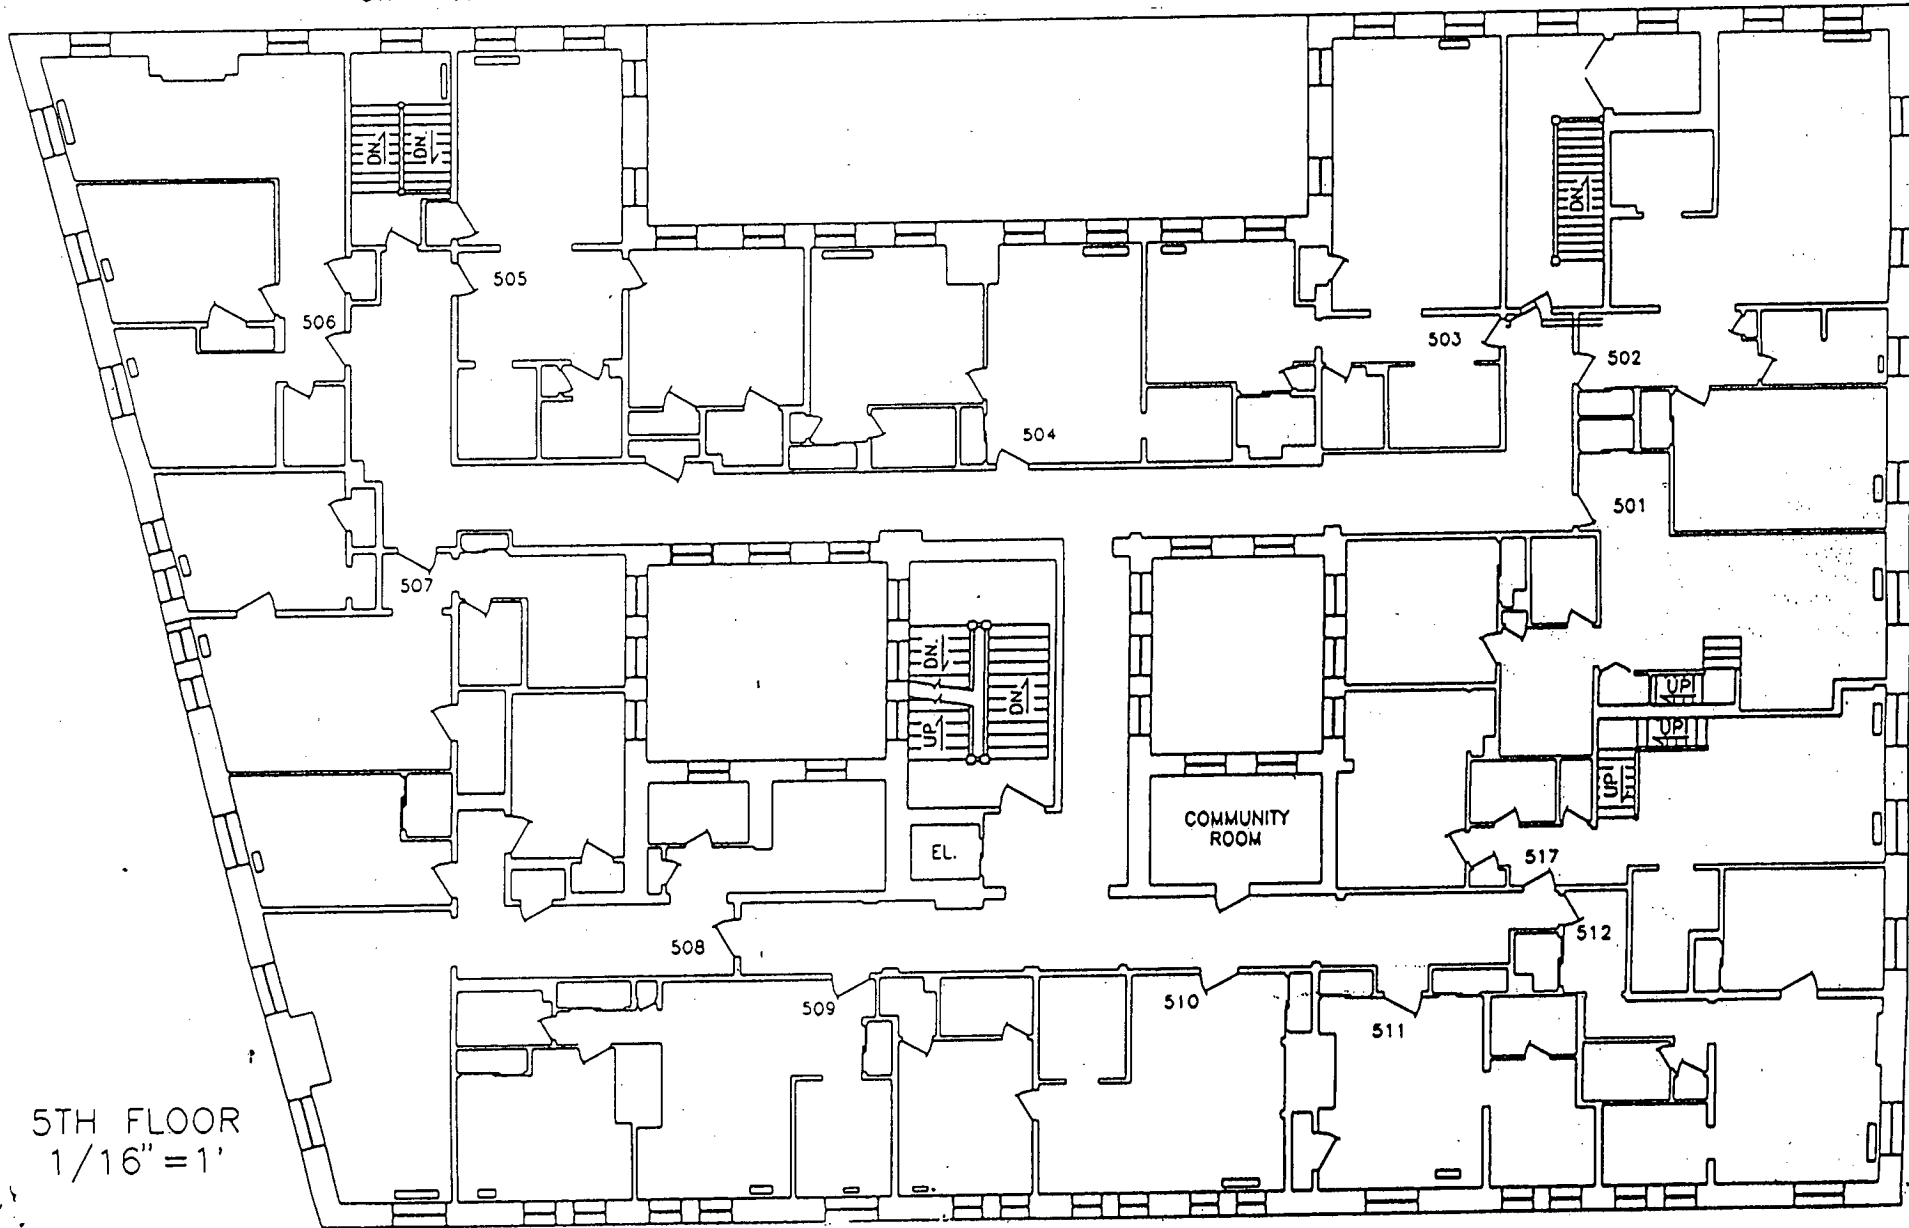 DN.
DN.
DN.
505
506
503
502
504
501
507
DN.
DN.
UP
UP
UP
UP
COMMUNITY
ROOM
EL.
517
512
508
509
510
511
5TH FLOOR
1/16"=1'